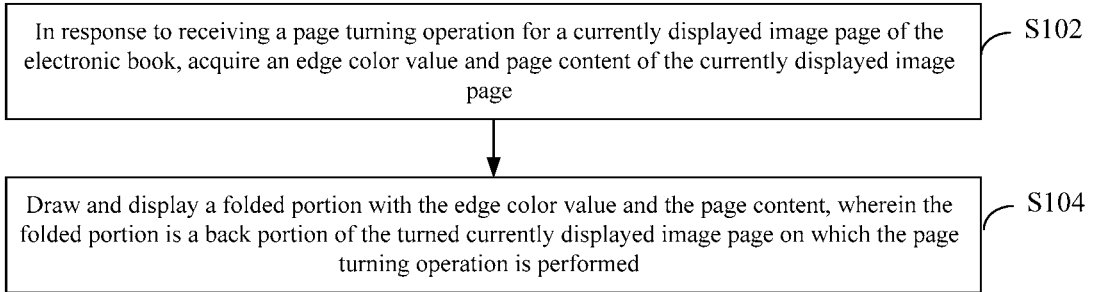 In response to receiving a page turning operation for a currently displayed image page of the
electronic book, acquire an edge color value and page content of the currently displayed image
page
S102
Draw and display a folded portion with the edge color value and the page content, wherein the
folded portion is a back portion of the turned currently displayed image page on which the page
turning operation is performed
S104